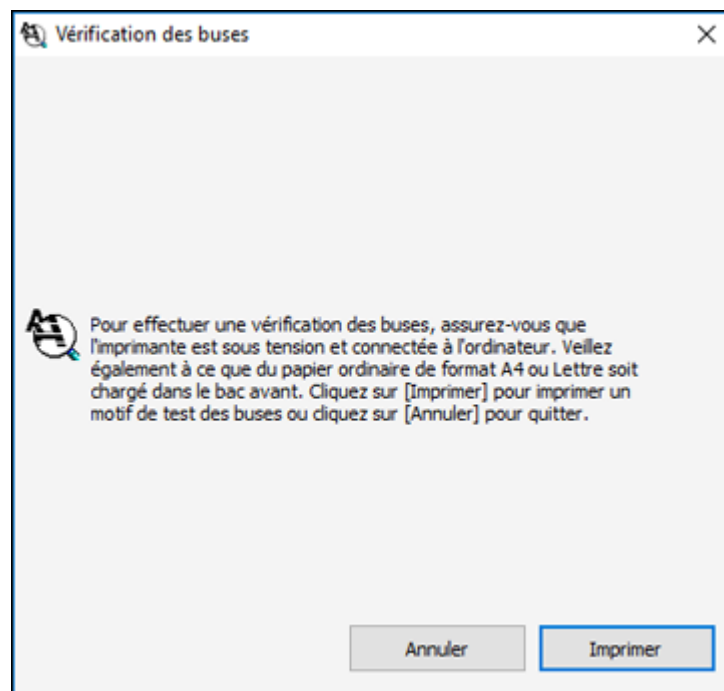 Vérification des buses
Pour effectuer une vérification des buses, assurez-vous que
l'imprimante est sous tension et connectée à l'ordinateur. Veillez
également à ce que du papier ordinaire de format A4 ou Lettre soit
chargé dans le bac avant. Cliquez sur [Imprimer] pour imprimer un
motif de test des buses ou cliquez sur [Annuler] pour quitter.
Annuler
Imprimer